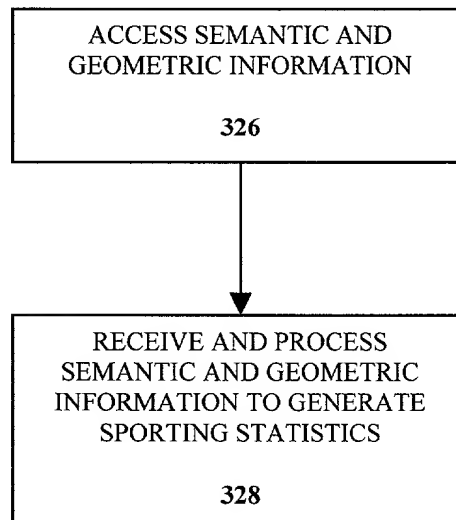 ACCESS SEMANTIC AND
GEOMETRIC INFORMATION
326
RECEIVE AND PROCESS
SEMANTIC AND GEOMETRIC
INFORMATION TO GENERATE
SPORTING STATISTICS
328